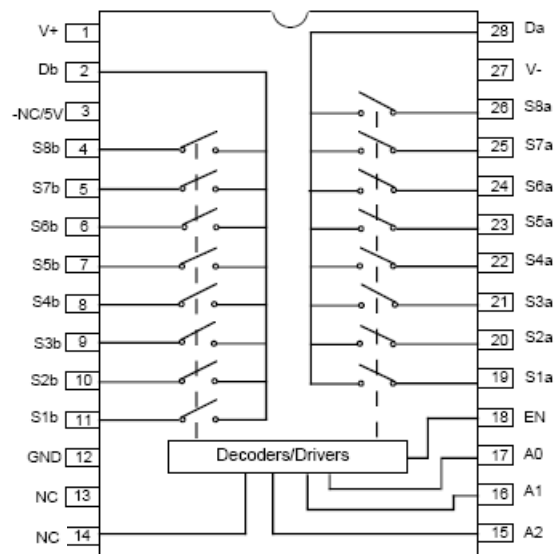 V+ 1
Db 2
-NC/5V 3
S8b 4
S7b 5
S6b 6
S5b 7
S4b 8
S3b 9
S2b 10
S1b 11
GND 12
NC 13
NC 14
28 Da
27 V-
26 S8a
25 S7a
24 S6a
23 S5a
22 S4a
21 S3a
20 S2a
19 S1a
18 EN
17 A0
16 A1
15 A2
Decoders/Drivers